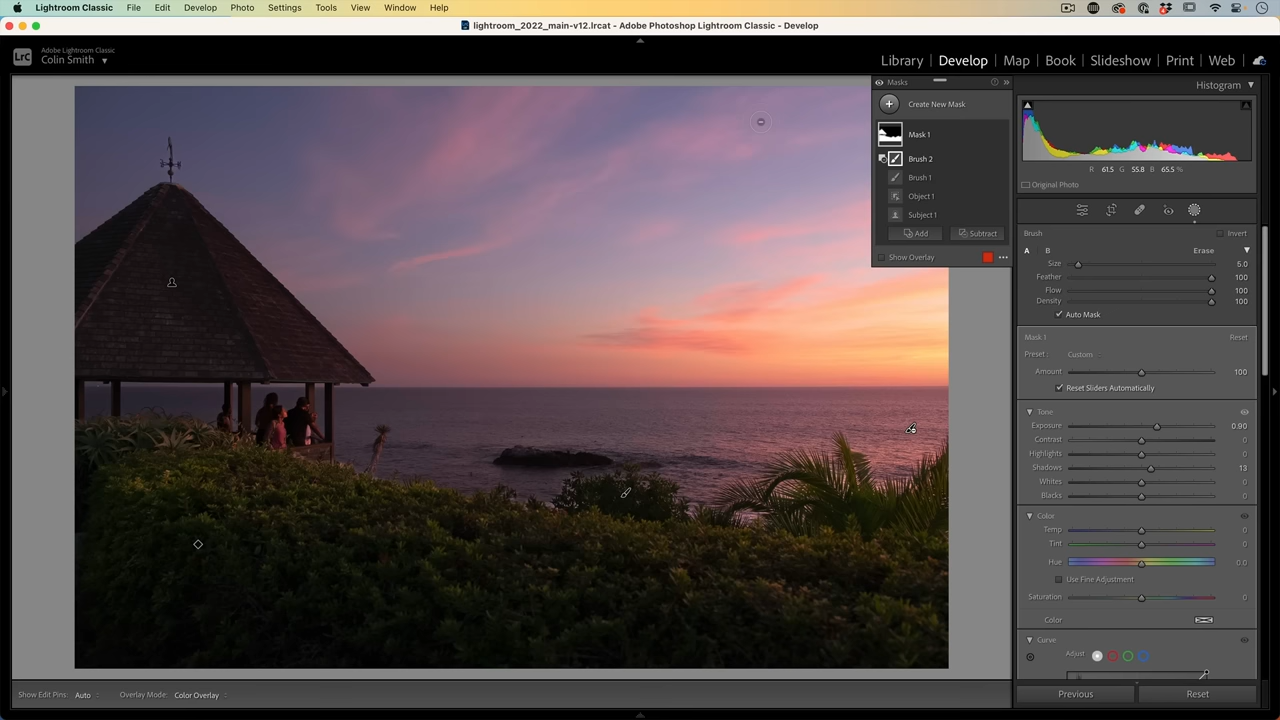 Lightroom Classic File Edit Develop Photo Settings Tools View Window Help
lightroom_2022_main-v12.lrcat - Adobe Photoshop Lightroom Classic - Develop
LrC
Adobe Lightroom Classic
Colin Smith
Library | Develop | Map | Book | Slideshow | Print | Web
Masks
Create New Mask
Mask 1
Brush 2
Brush 1
Object 1
Subject 1
Add Subtract
Show Overlay
Histogram
R 61.5 G 55.8 B 65.5 %
Original Photo
Brush Invert
A B Erase
Size 5.0
Feather 100
Flow 100
Density 100
Auto Mask
Mask 1 Reset
Preset : Custom
Amount 100
Reset Sliders Automatically
Tone
Exposure 0.90
Contrast 0
Highlights 0
Shadows 13
Whites 0
Blacks 0
Color
Temp 0
Tint 0
Hue 0.0
Use Fine Adjustment
Saturation 0
Color
Curve
Adjust
Previous Reset
Show Edit Pins: Auto Overlay Mode: Color Overlay